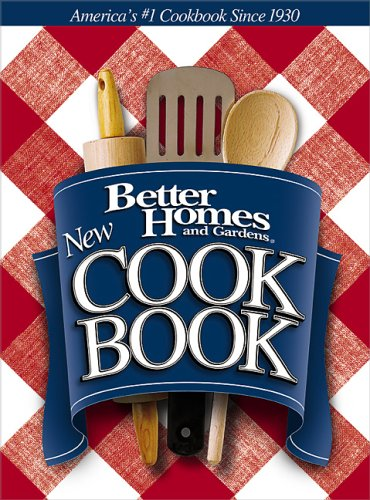 America's #1 Cookbook Since 1930
Better
Homes
and Gardens®
New
COOK
BOOK